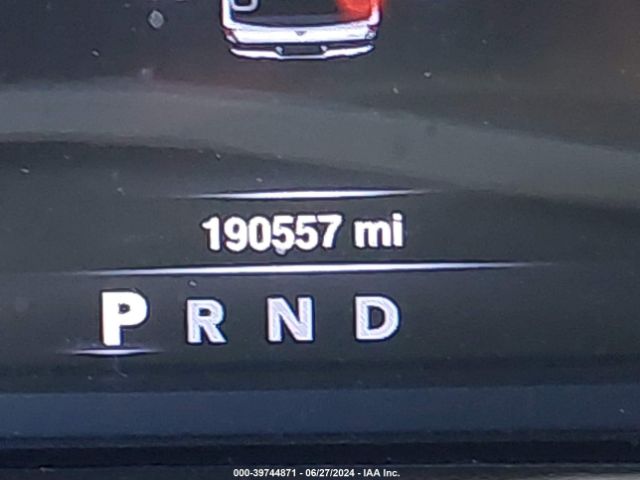 190557 mi
P R N D
000-39744871 - 06/27/2024 - IAA Inc.